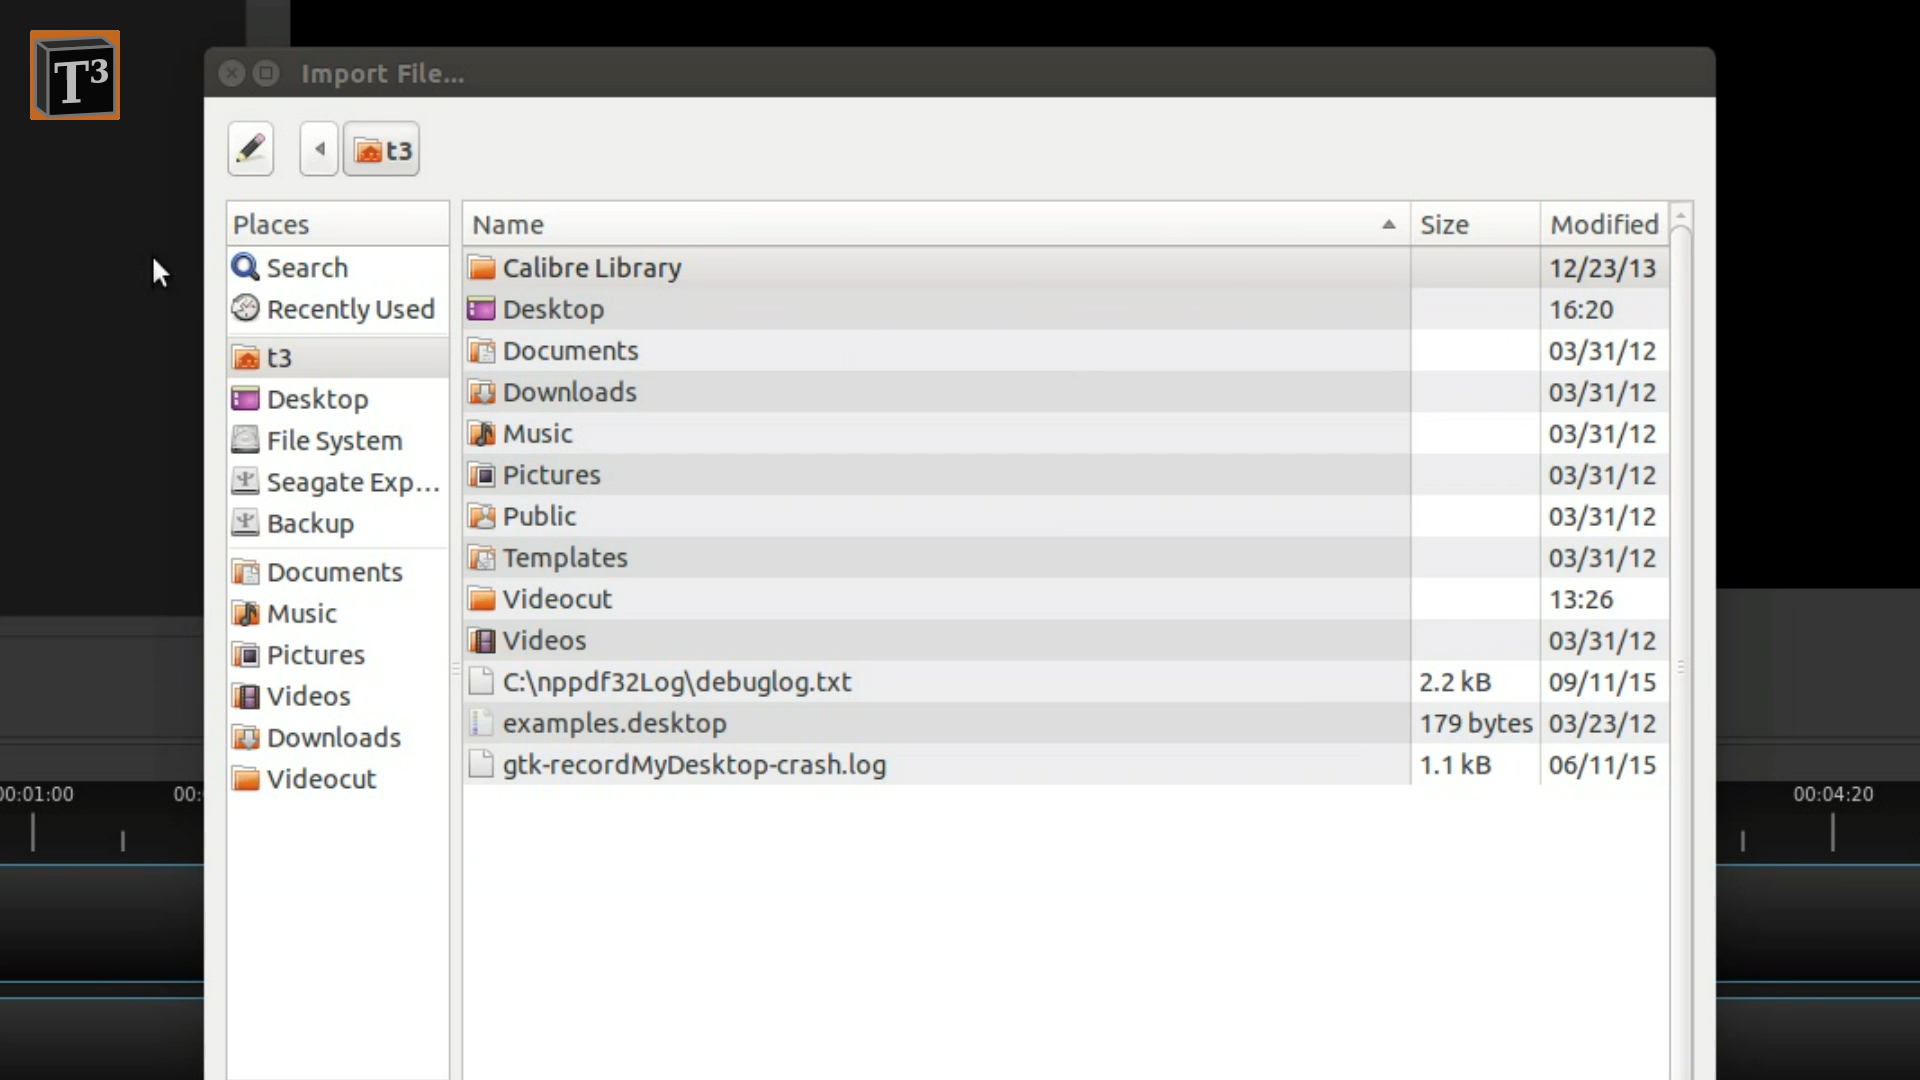 T³
Import File...
t3
Places
Name
Size
Modified
Search
Recently Used
t3
Desktop
File System
Seagate Exp...
Backup
Documents
Music
Pictures
Videos
Downloads
Videocut
Calibre Library 12/23/13
Desktop 16:20
Documents 03/31/12
Downloads 03/31/12
Music 03/31/12
Pictures 03/31/12
Public 03/31/12
Templates 03/31/12
Videocut 13:26
Videos 03/31/12
C:\nppdf32Log\debuglog.txt 2.2 kB 09/11/15
examples.desktop 179 bytes 03/23/12
gtk-recordMyDesktop-crash.log 1.1 kB 06/11/15
00:01:00
00:
00:04:20